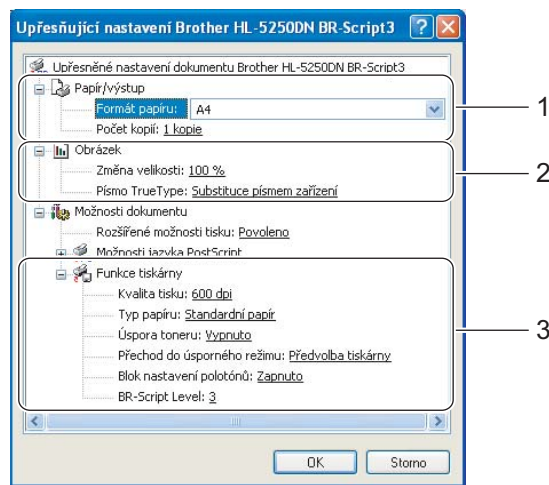 Upřesňující nastavení Brother HL-5250DN BR-Script3
Upřesněné nastavení dokumentu Brother HL-5250DN BR-Script3
Papír/výstup
Formát papíru: A4
Počet kopií: 1 kopie
1
Obrázek
Změna velikosti: 100 %
Písmo TrueType: Substituce písmem zařízení
2
Možnosti dokumentu
Rozšířené možnosti tisku: Povoleno
Možnosti jazyka PostScript
Funkce tiskárny
Kvalita tisku: 600 dpi
Typ papíru: Standardní papír
Úspora toneru: Vypnuto
Přechod do úsporného režimu: Předvolba tiskárny
Blok nastavení polotónů: Zapnuto
BR-Script Level: 3
3
OK Storno